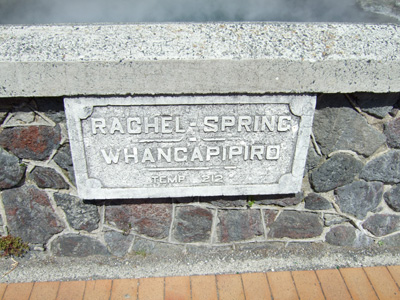 RACHEL-SPRING
WHANGAPIPIRO
TEMP 212